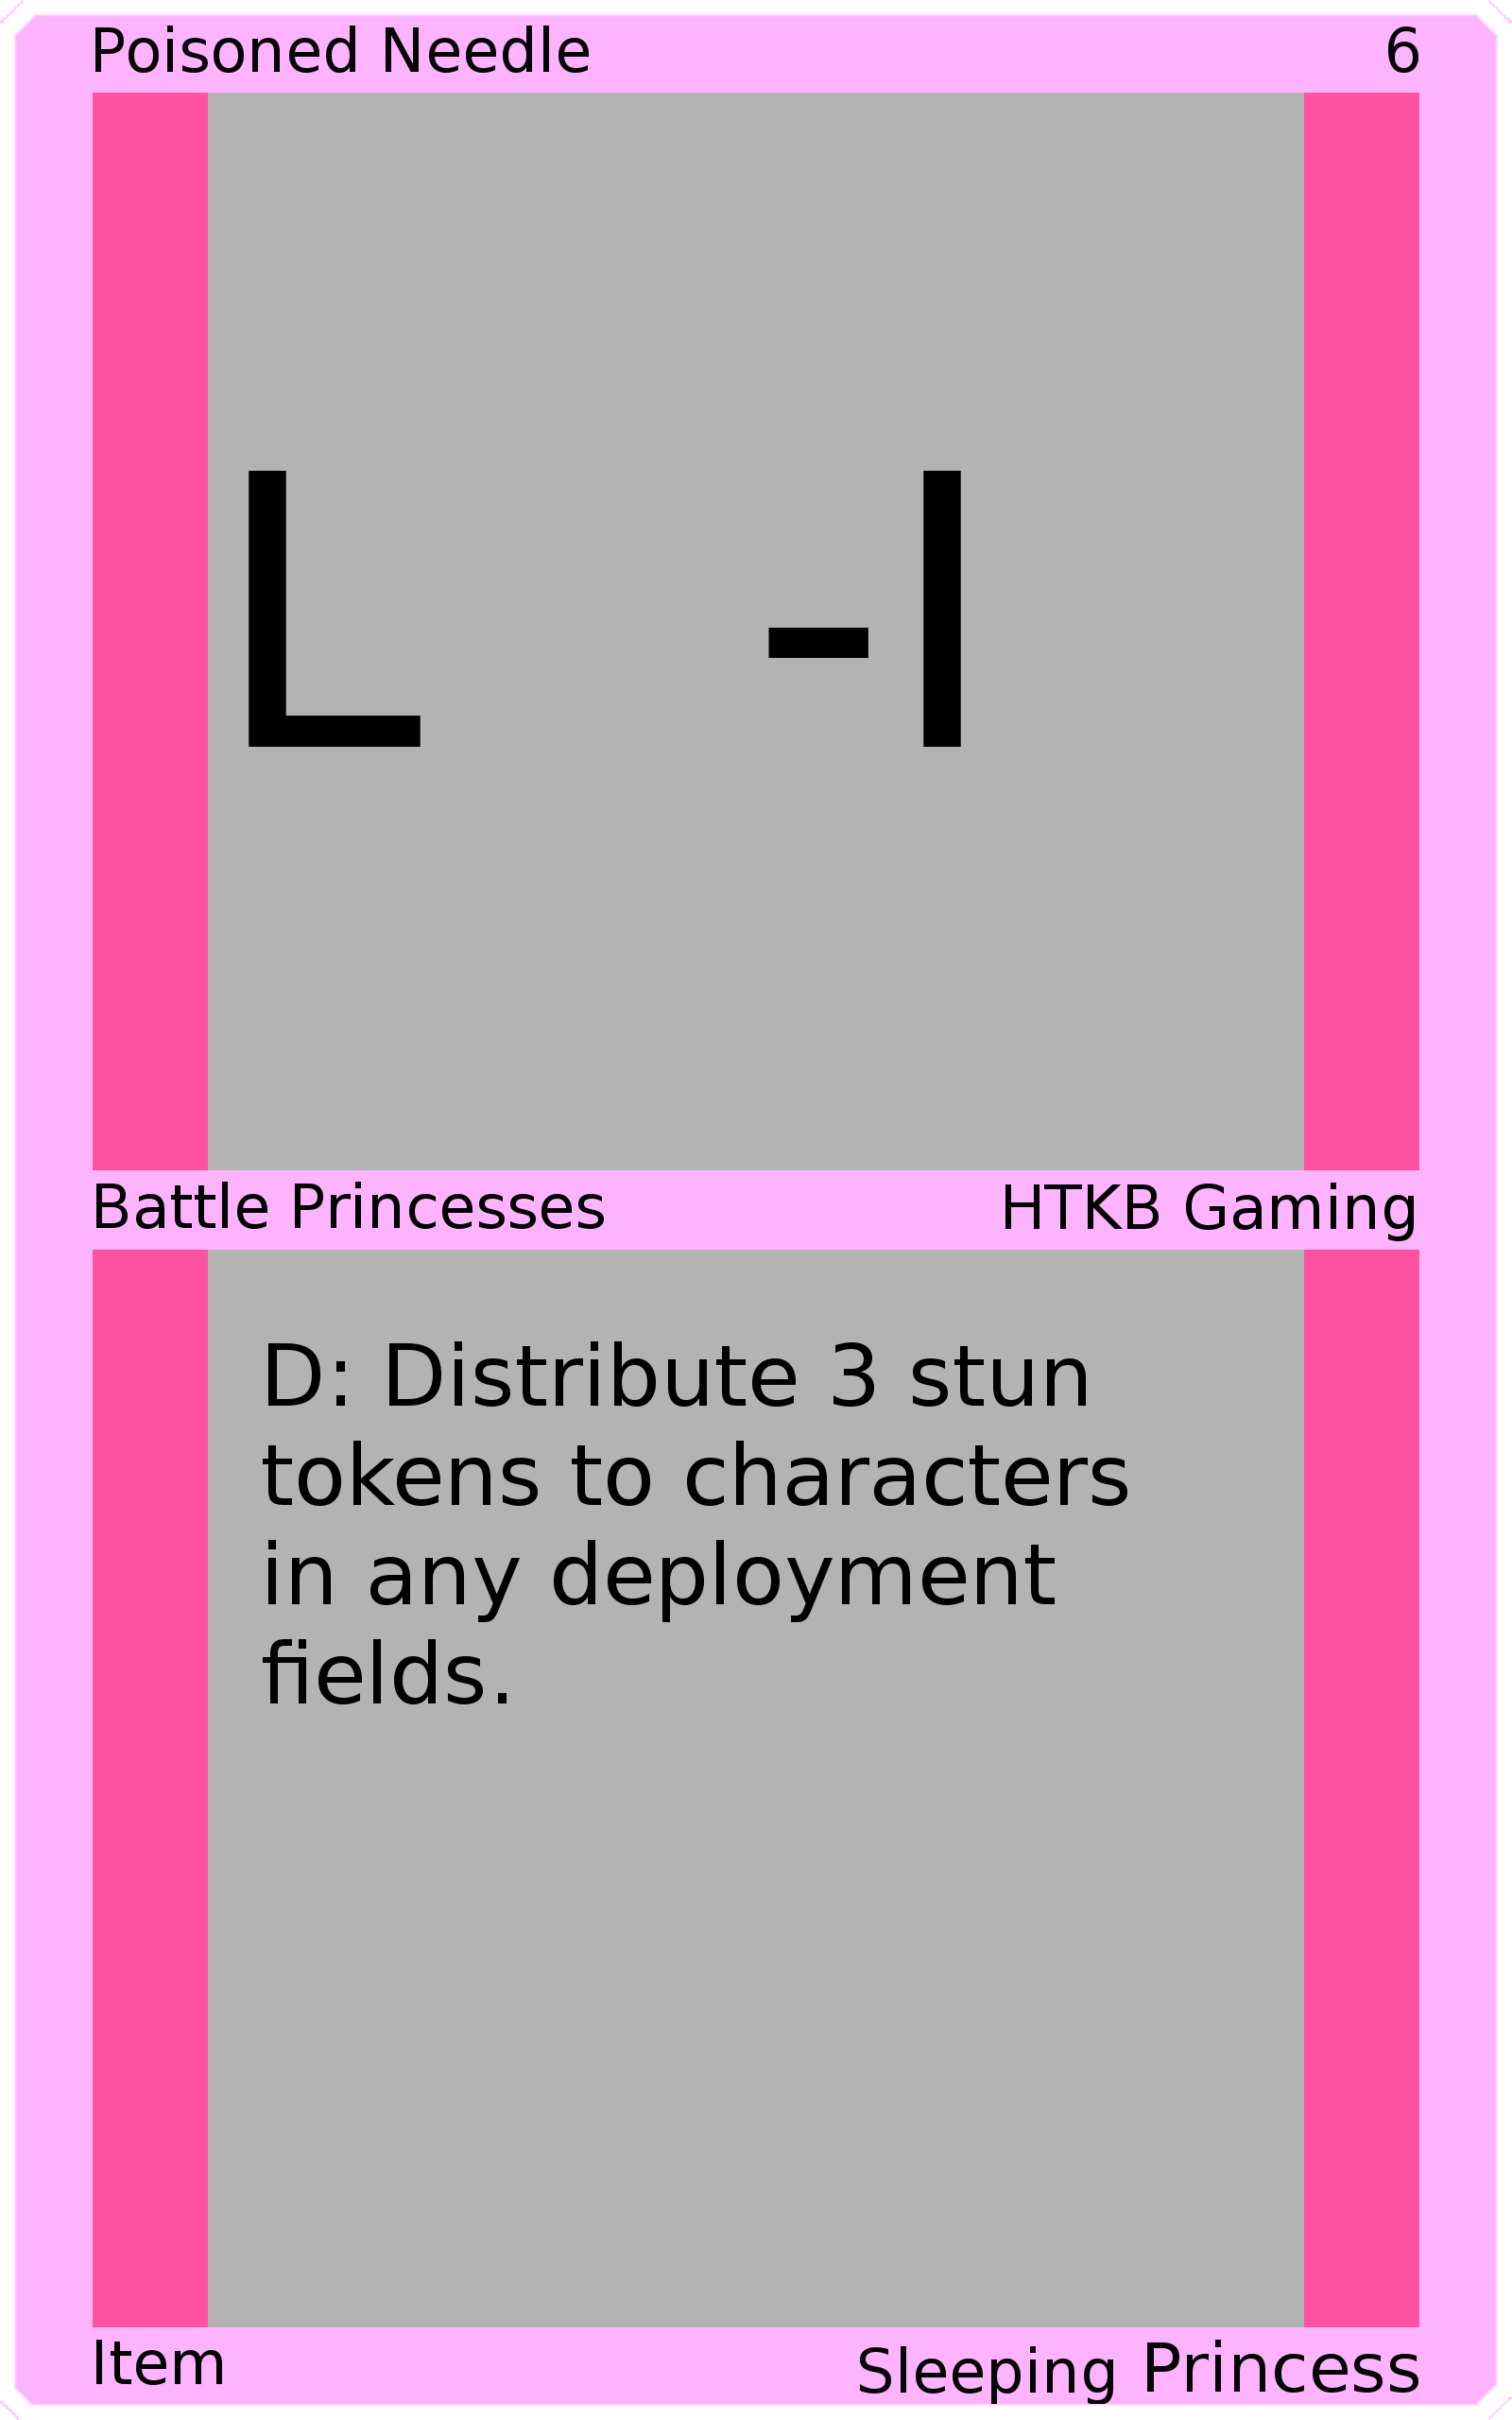 Poisoned Needle 6
L -I
Battle Princesses HTKB Gaming
D: Distribute 3 stun
tokens to characters
in any deployment
fields.
Item Sleeping Princess